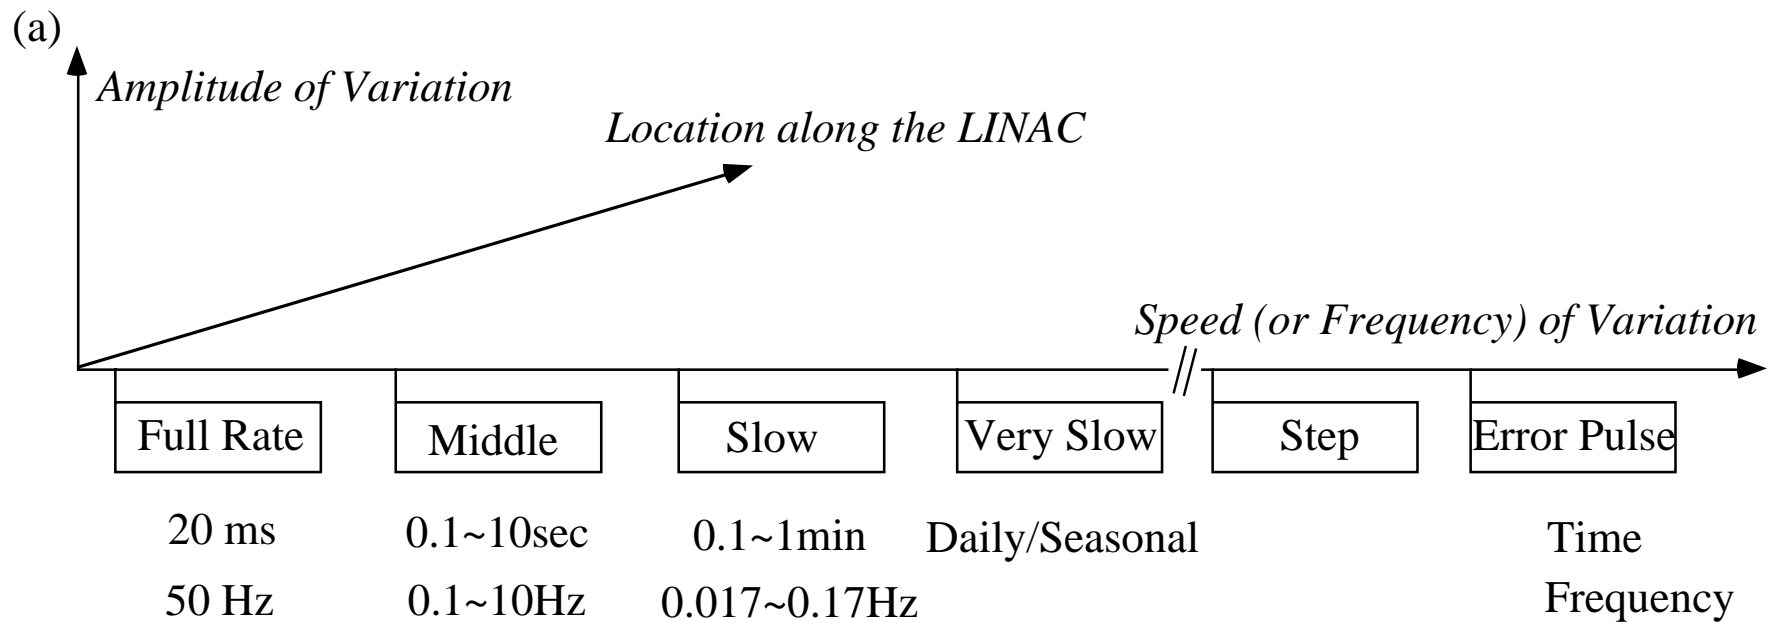 (a)
Amplitude of Variation
Location along the LINAC
Speed (or Frequency) of Variation
Full Rate Middle Slow Very Slow Step Error Pulse
20 ms 0.1~10sec 0.1~1min Daily/Seasonal Time
50 Hz 0.1~10Hz 0.017~0.17Hz Frequency